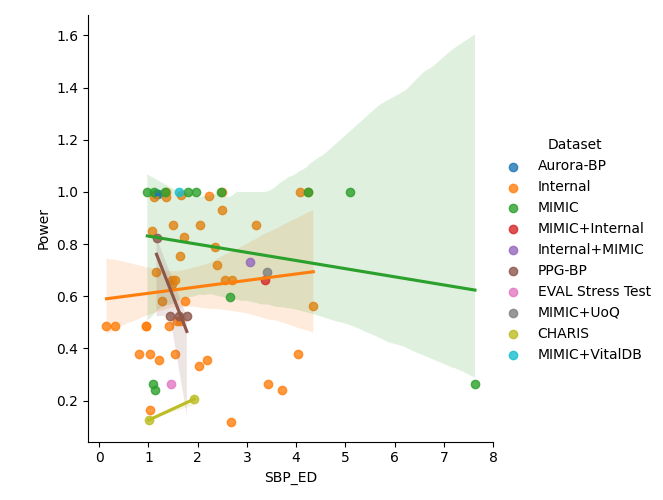 1.6
1.4
1.2
1.0
0.8
0.6
0.4
0.2
Power
0 1 2 3 4 5 6 7 8
SBP_ED
Dataset
Aurora-BP
Internal
MIMIC
MIMIC+Internal
Internal+MIMIC
PPG-BP
EVAL Stress Test
MIMIC+UoQ
CHARIS
MIMIC+VitalDB